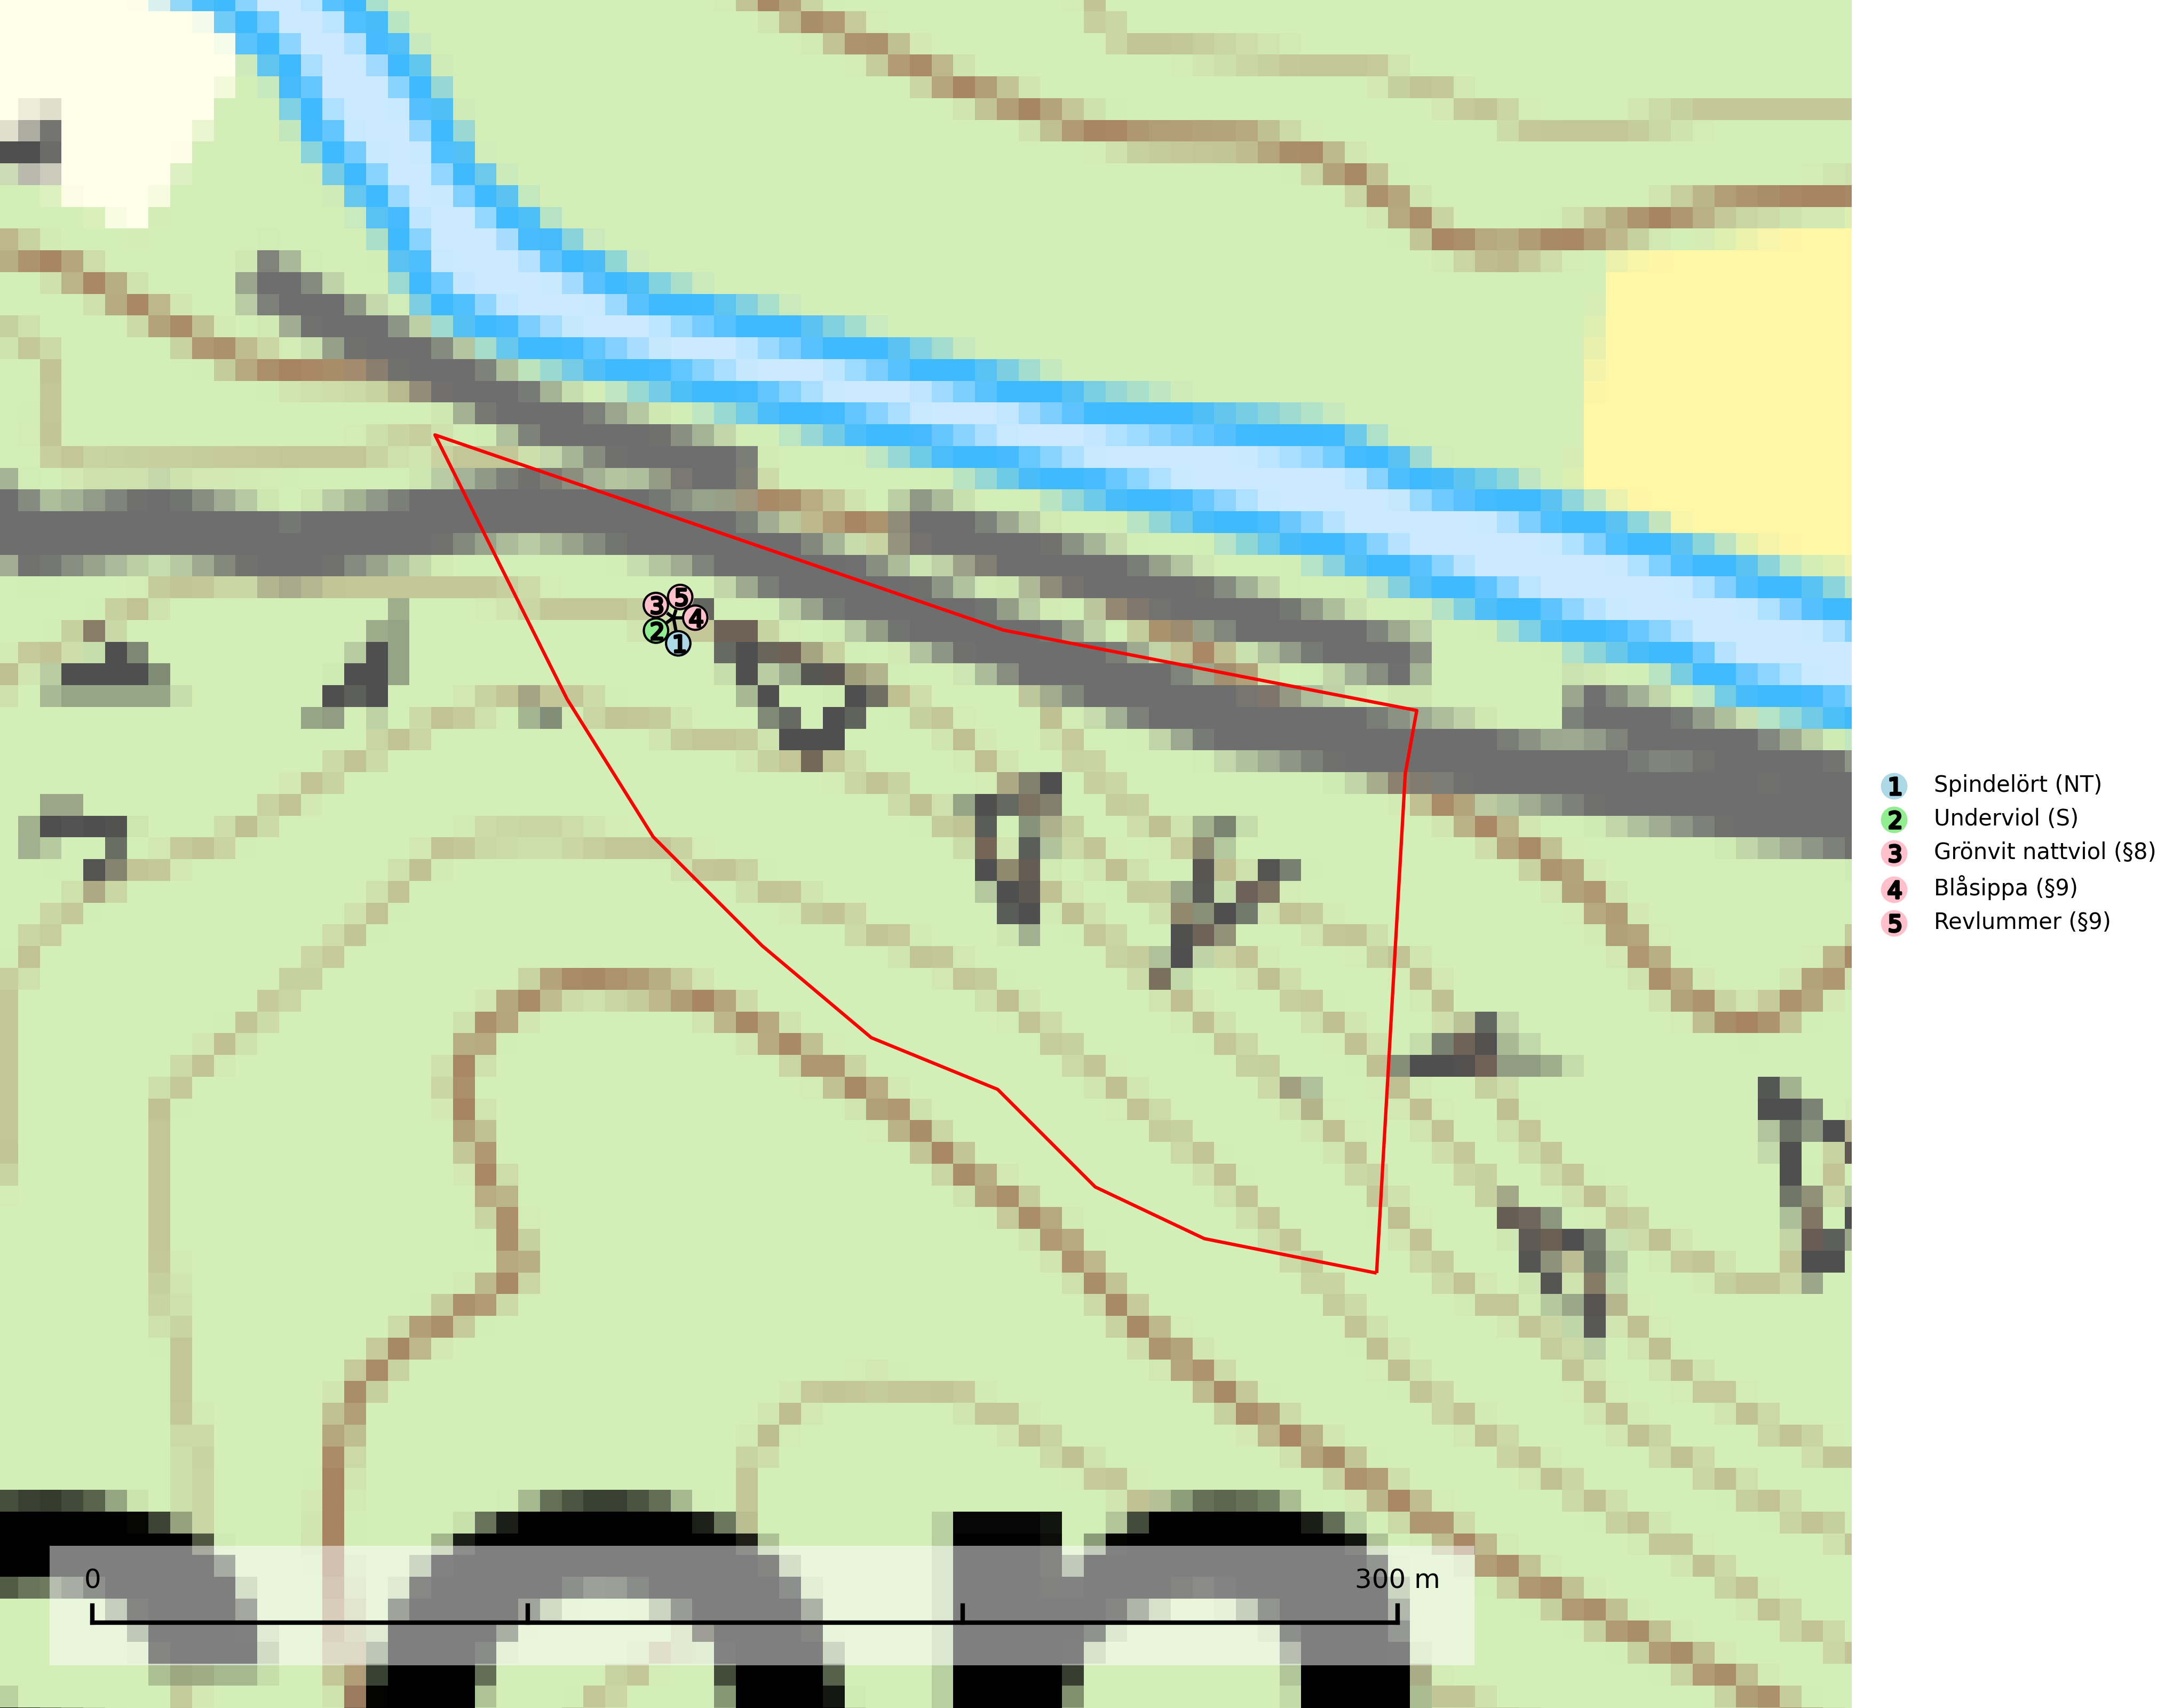 3
5
4
2
1
1 Spindelört (NT)
2 Underviol (S)
3 Grönvit nattviol (§8)
4 Blåsippa (§9)
5 Revlummer (§9)
0
300 m